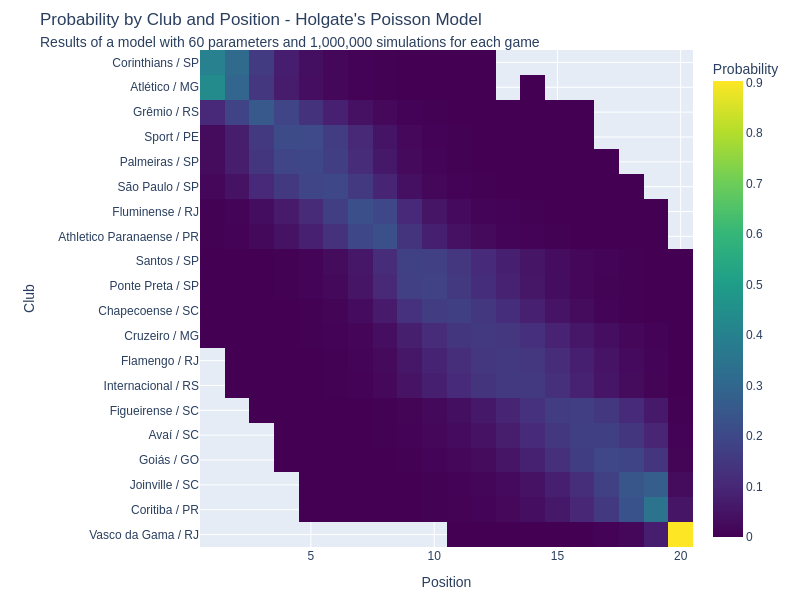 Probability by Club and Position - Holgate's Poisson Model
Results of a model with 60 parameters and 1,000,000 simulations for each game
Corinthians / SP
Atlético / MG
Grêmio / RS
Sport / PE
Palmeiras / SP
São Paulo / SP
Fluminense / RJ
Athletico Paranaense / PR
Santos / SP
Ponte Preta / SP
Chapecoense / SC
Cruzeiro / MG
Flamengo / RJ
Internacional / RS
Figueirense / SC
Avaí / SC
Goiás / GO
Joinville / SC
Coritiba / PR
Vasco da Gama / RJ
Club
5
10
15
20
Position
Probability
0.9
0.8
0.7
0.6
0.5
0.4
0.3
0.2
0.1
0